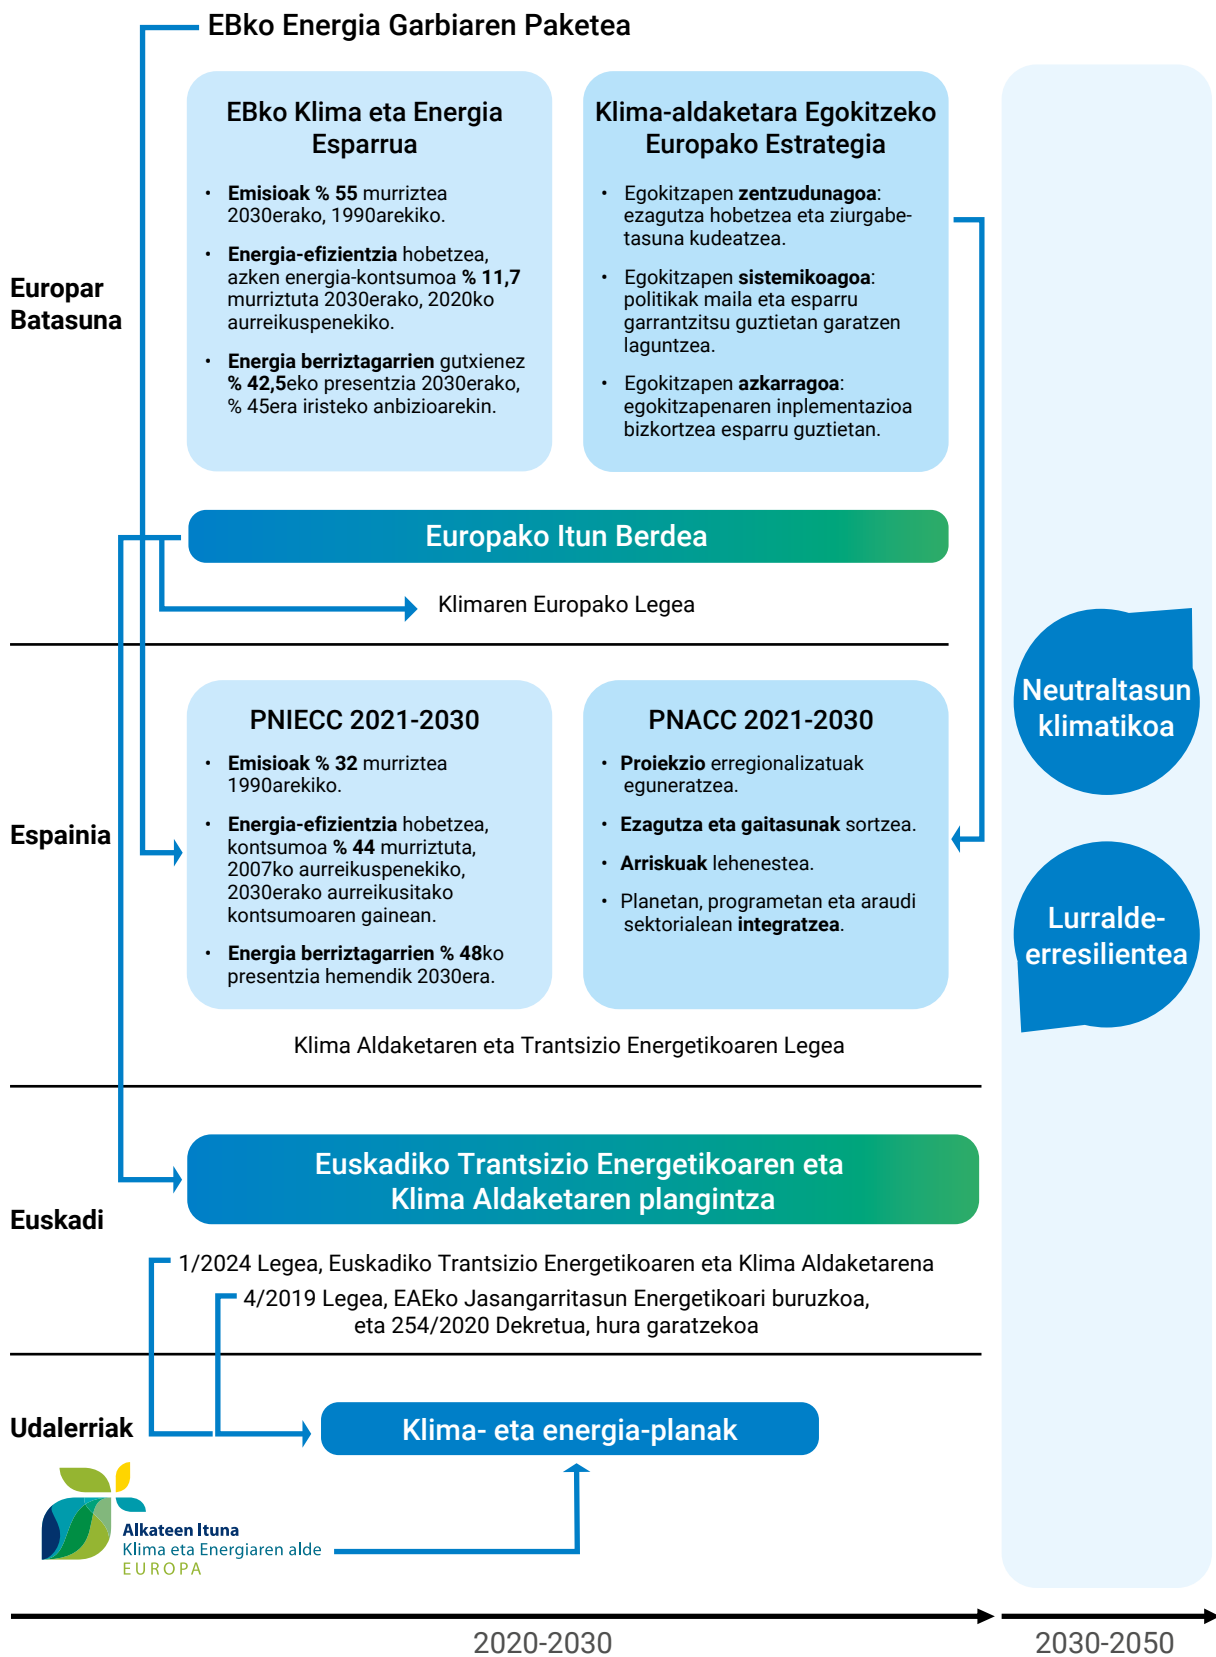 EBko Energia Garbiaren Paketea
Europar
Batasuna
EBko Klima eta Energia
Esparrua
• Emisioak % 55 murriztea
2030erako, 1990arekiko.
• Energia-efizientzia hobetzea,
azken energia-kontsumoa % 11,7
murriztuta 2030erako, 2020ko
aurreikuspenekiko.
• Energia berriztagarrien gutxienez
% 42,5eko presentzia 2030erako,
% 45era iristeko anbizioarekin.
Klima-aldaketara Egokitzeko
Europako Estrategia
• Egokitzapen zentzudunagoa:
ezagutza hobetzea eta ziurgabe-
tasuna kudeatzea.
• Egokitzapen sistemikoagoa:
politikak maila eta esparru
garrantzitsu guztietan garatzen
laguntzea.
• Egokitzapen azkarragoa:
egokitzapenaren inplementazioa
bizkortzea esparru guztietan.
Europako Itun Berdea
Klimaren Europako Legea
Espainia
PNIECC 2021-2030
• Emisioak % 32 murriztea
1990arekiko.
• Energia-efizientzia hobetzea,
kontsumoa % 44 murriztuta,
2007ko aurreikuspenekiko,
2030erako aurreikusitako
kontsumoaren gainean.
• Energia berriztagarrien % 48ko
presentzia hemendik 2030era.
PNACC 2021-2030
• Proiekzio erregionalizatuak
eguneratzea.
• Ezagutza eta gaitasunak sortzea.
• Arriskuak lehenestea.
• Planetan, programetan eta araudi
sektorialean integratzea.
Klima Aldaketaren eta Trantsizio Energetikoaren Legea
Euskadi
Euskadiko Trantsizio Energetikoaren eta
Klima Aldaketaren plangintza
1/2024 Legea, Euskadiko Trantsizio Energetikoaren eta Klima Aldaketarena
4/2019 Legea, EAEko Jasangarritasun Energetikoari buruzkoa,
eta 254/2020 Dekretua, hura garatzekoa
Udalerriak
Klima- eta energia-planak
Alkateen Ituna
Klima eta Energiaren alde
EUROPA
Neutraltasun
klimatikoa
Lurralde-
erresilientea
2020-2030
2030-2050